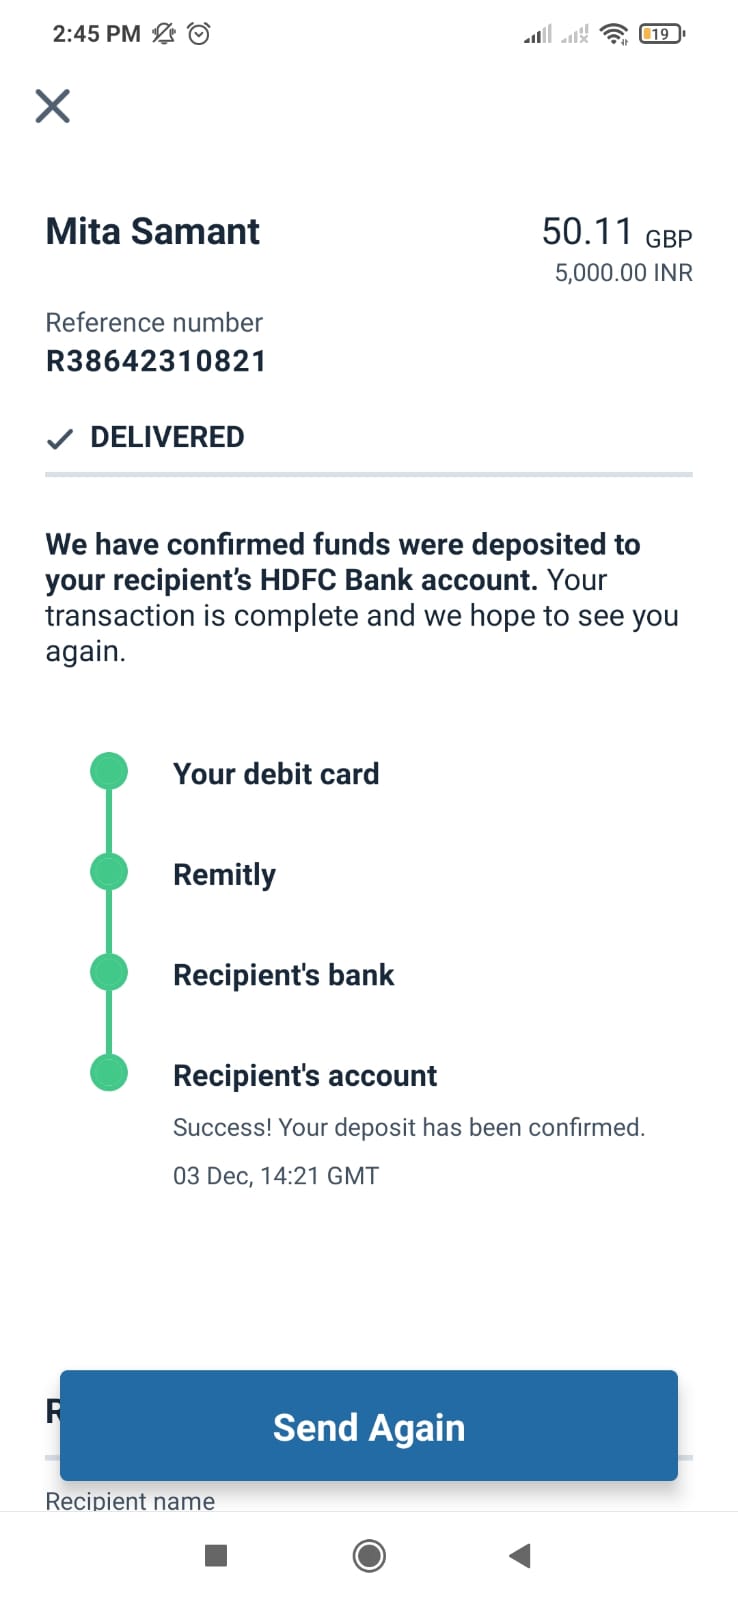 2:45 PM
19
Mita Samant
50.11 GBP
5,000.00 INR
Reference number
R38642310821
DELIVERED
We have confirmed funds were deposited to
your recipient's HDFC Bank account. Your
transaction is complete and we hope to see you
again.
Your debit card
Remitly
Recipient's bank
Recipient's account
Success! Your deposit has been confirmed.
03 Dec, 14:21 GMT
Send Again
Recipient name